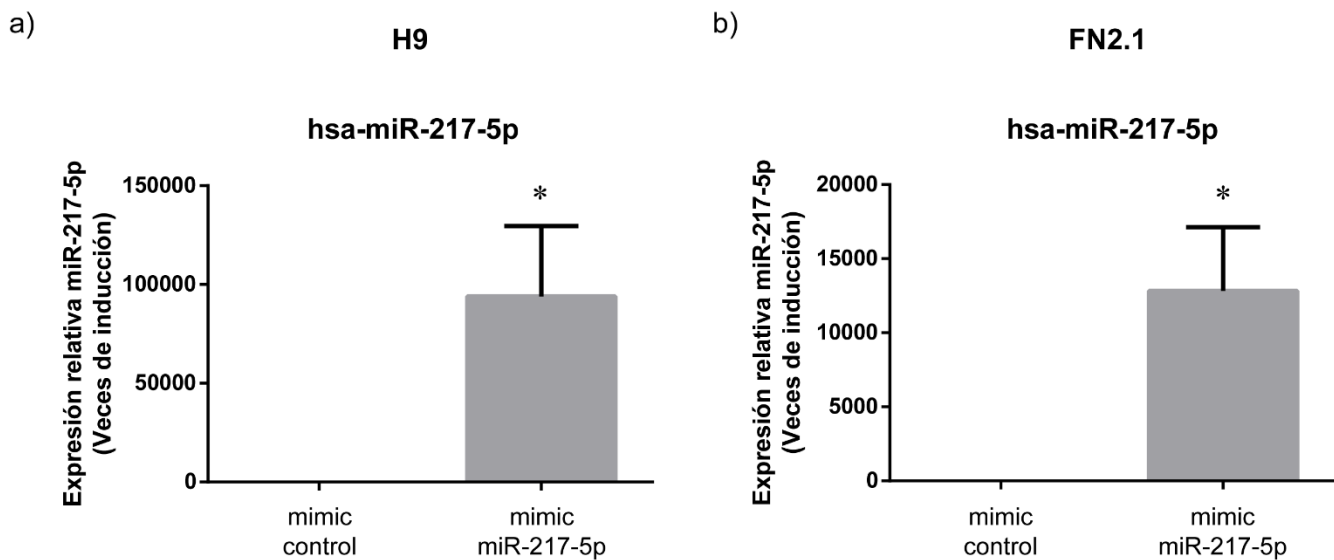 a)
H9
hsa-miR-217-5p
Expresión relativa miR-217-5p
(Veces de inducción)
150000
100000
50000
0
*
mimic
control
mimic
miR-217-5p
b)
FN2.1
hsa-miR-217-5p
Expresión relativa miR-217-5p
(Veces de inducción)
20000
15000
10000
5000
0
*
mimic
control
mimic
miR-217-5p